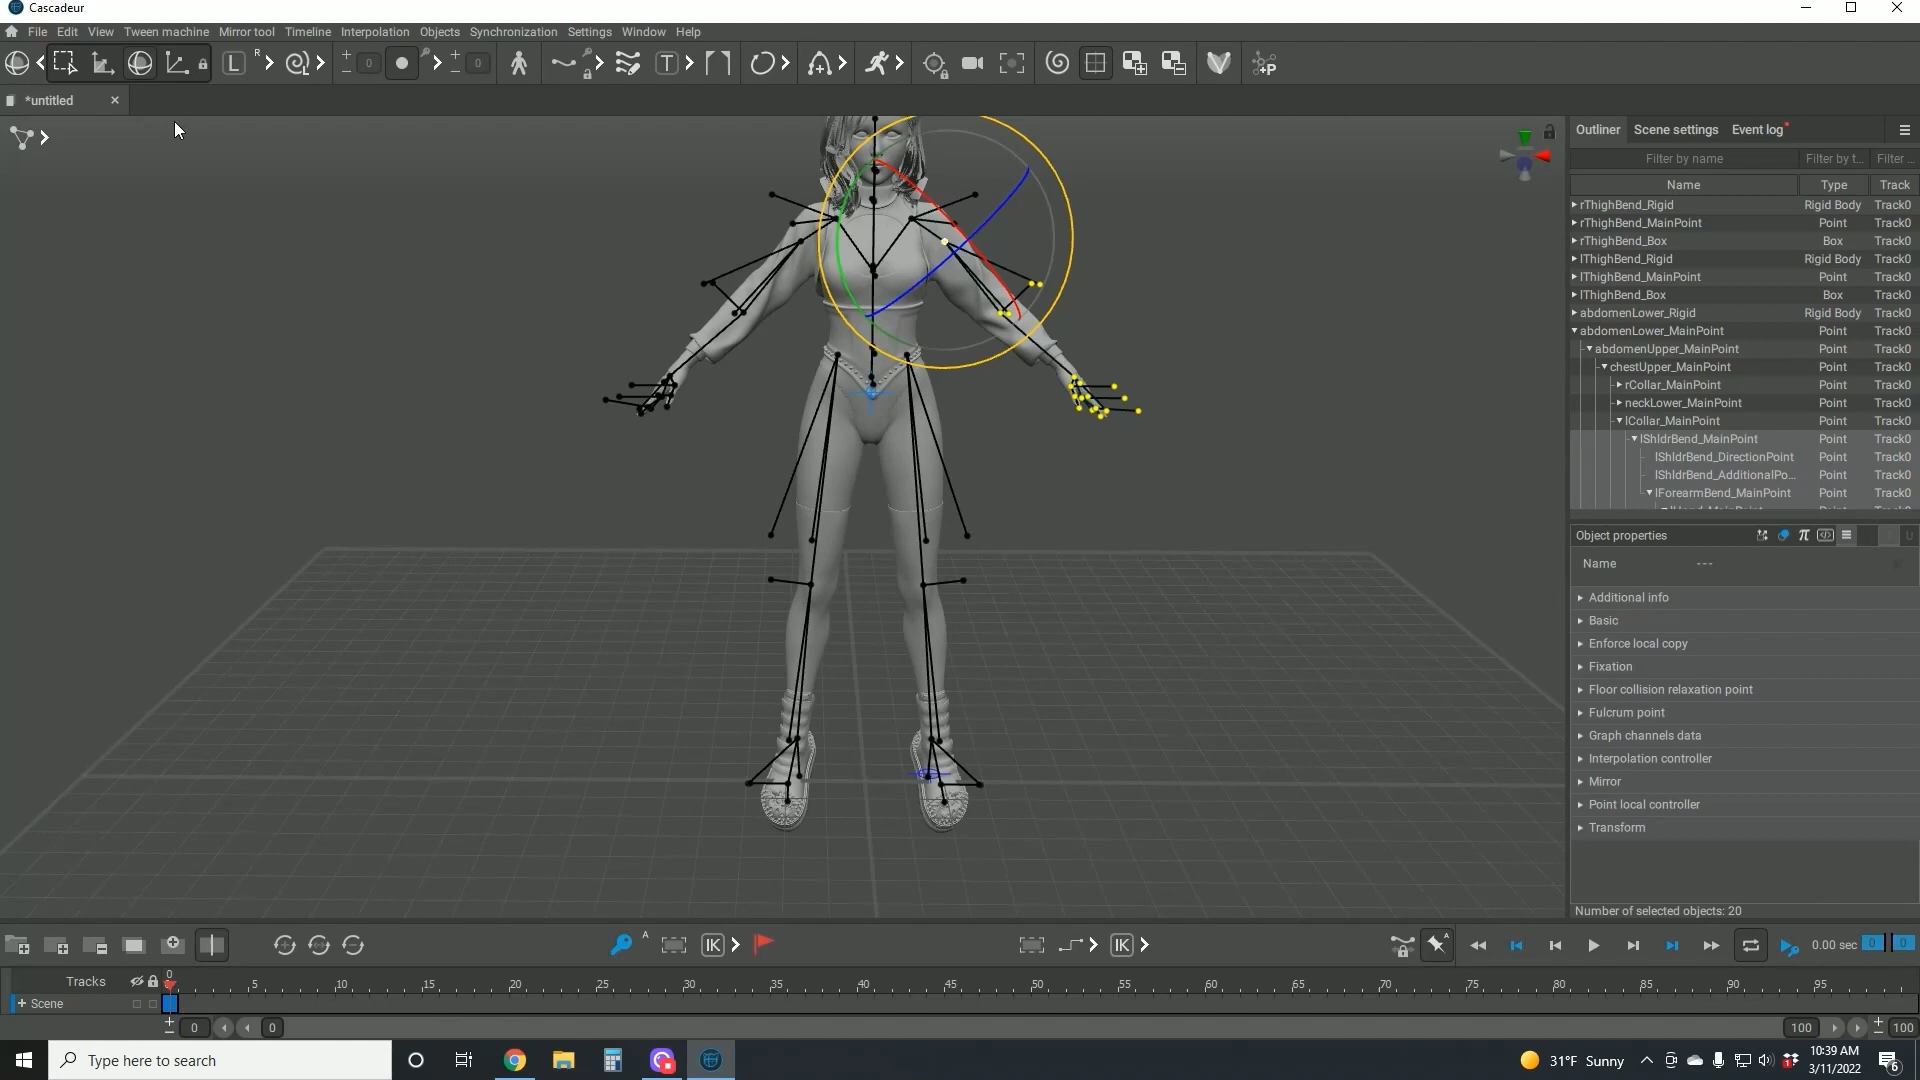 Cascadeur
File Edit View Tween machine Mirror tool Timeline Interpolation Objects Synchronization Settings Window Help
L R 0 0 T +P
*untitled
Outliner Scene settings Event log
Filter by name Filter by t... Filter ...
Name Type Track
rThighBend_Rigid Rigid Body Track0
rThighBend_MainPoint Point Track0
rThighBend_Box Box Track0
lThighBend_Rigid Rigid Body Track0
lThighBend_MainPoint Point Track0
lThighBend_Box Box Track0
abdomenLower_Rigid Rigid Body Track0
abdomenLower_MainPoint Point Track0
abdomenUpper_MainPoint Point Track0
chestUpper_MainPoint Point Track0
rCollar_MainPoint Point Track0
neckLower_MainPoint Point Track0
lCollar_MainPoint Point Track0
lShldrBend_MainPoint Point Track0
lShldrBend_DirectionPoint Point Track0
lShldrBend_AdditionalPo... Point Track0
lForearmBend_MainPoint Point Track0
Object properties
Name ---
Additional info
Basic
Enforce local copy
Fixation
Floor collision relaxation point
Fulcrum point
Graph channels data
Interpolation controller
Mirror
Point local controller
Transform
Number of selected objects: 20
A IK IK A 0.00 sec 0 0
Tracks 0 5 10 15 20 25 30 35 40 45 50 55 60 65 70 75 80 85 90 95
+ Scene
0 0 100 100
Type here to search
31°F Sunny
10:39 AM
3/11/2022
6